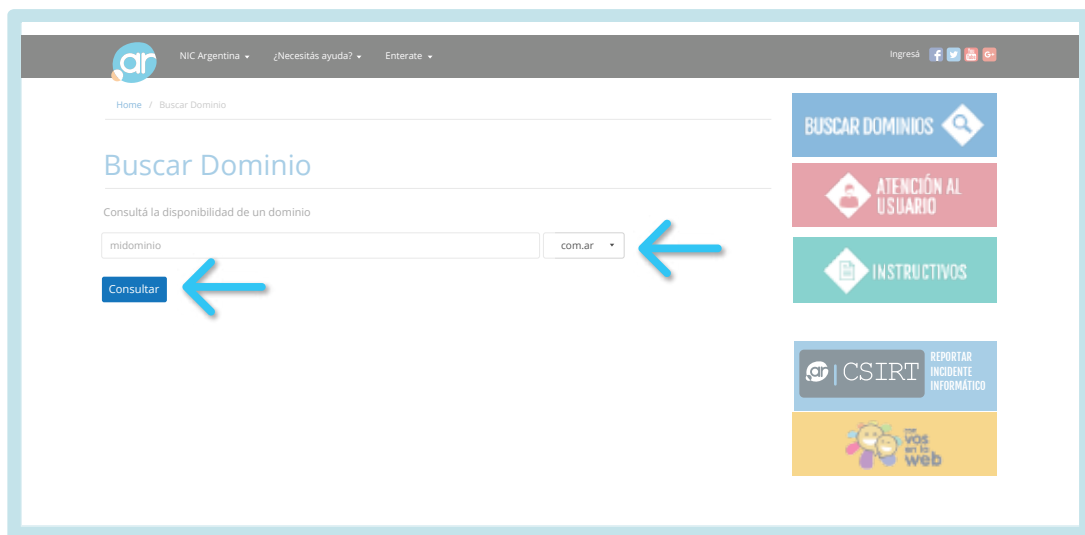 .ar
NIC Argentina
¿Necesitás ayuda?
Enterate
Ingresá
Home / Buscar Dominio
Buscar Dominio
Consultá la disponibilidad de un dominio
midominio
com.ar
Consultar
BUSCAR DOMINIOS
ATENCIÓN AL
USUARIO
INSTRUCTIVOS
.ar | CSIRT
REPORTAR
INCIDENTE
INFORMÁTICO
vos
en la
web